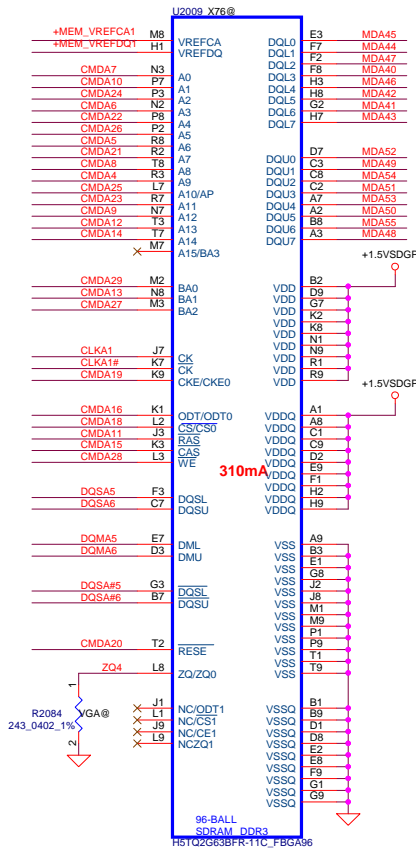 U2009 X76@
+MEM_VREFCA1 M8 VREFCA DQL0 E3 MDA45
+MEM_VREFDQ1 H1 VREFDQ DQL1 F7 MDA44
DQL2 F2 MDA47
CMDA7 N3 A0 DQL3 F8 MDA40
CMDA10 P7 A1 DQL4 H3 MDA46
CMDA24 P3 A2 DQL5 H8 MDA42
CMDA6 N2 A3 DQL6 G2 MDA41
CMDA22 P8 A4 DQL7 H7 MDA43
CMDA26 P2 A5
CMDA5 R8 A6
CMDA21 R2 A7 DQU0 D7 MDA52
CMDA8 T8 A8 DQU1 C3 MDA49
CMDA4 R3 A9 DQU2 C8 MDA54
CMDA25 L7 A10/AP DQU3 C2 MDA51
CMDA23 R7 A11 DQU4 A7 MDA53
CMDA9 N7 A12 DQU5 A2 MDA50
CMDA12 T3 A13 DQU6 B8 MDA55
CMDA14 T7 A14 DQU7 A3 MDA48
M7 A15/BA3
+1.5VSDGP
CMDA29 M2 BA0 VDD B2
CMDA13 N8 BA1 VDD D9
CMDA27 M3 BA2 VDD G7
VDD K2
VDD K8
VDD N1
CLKA1 J7 CK VDD N9
CLKA1# K7 CK VDD R1
CMDA19 K9 CKE/CKE0 VDD R9
+1.5VSDGP
CMDA16 K1 ODT/ODT0 VDDQ A1
CMDA18 L2 CS/CS0 VDDQ A8
CMDA11 J3 RAS VDDQ C1
CMDA15 K3 CAS VDDQ C9
CMDA28 L3 WE VDDQ D2
310mA VDDQ E9
VDDQ F1
DQSA5 F3 DQSL VDDQ H2
DQSA6 C7 DQSU VDDQ H9
DQMA5 E7 DML VSS A9
DQMA6 D3 DMU VSS B3
VSS E1
VSS G8
DQSA#5 G3 DQSL VSS J2
DQSA#6 B7 DQSU VSS J8
VSS M1
VSS M9
VSS P1
CMDA20 T2 RESE VSS P9
VSS T1
ZQ4 L8 ZQ/ZQ0 VSS T9
1
J1 NC/ODT1 VSSQ B1
R2084 VGA@ L1 NC/CS1 VSSQ B9
243_0402_1% J9 NC/CE1 VSSQ D1
2 L9 NCZQ1 VSSQ D8
VSSQ E2
VSSQ E8
VSSQ F9
VSSQ G1
VSSQ G9
96-BALL
SDRAM DDR3
H5TQ2G63BFR-11C_FBGA96